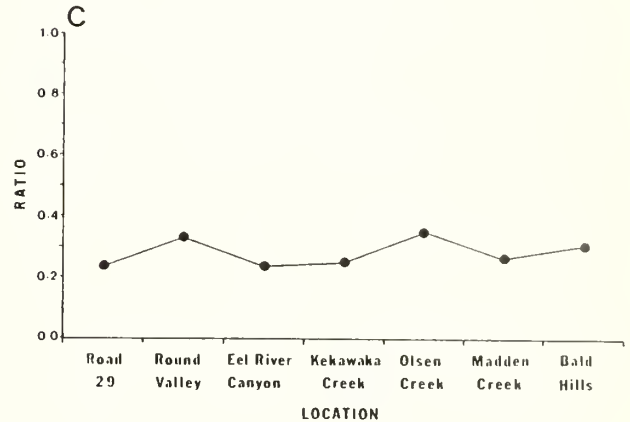 C
1.0
0.8
0.6
0.4
0.2
0.0
RATIO
Road Round Eel River Kekawaka Olsen Madden Bald
29 Valley Canyon Creek Creek Creek Hills
LOCATION